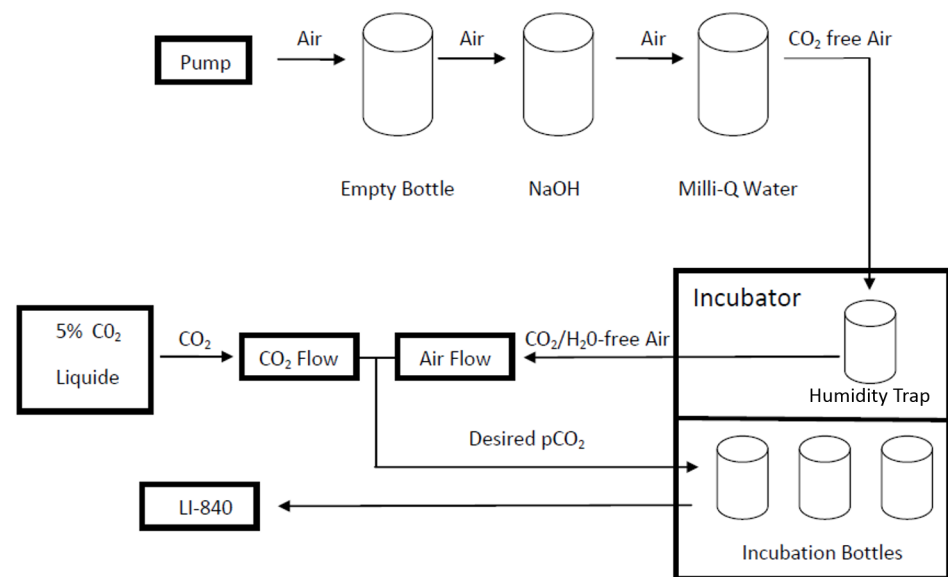 Air
Air
Air
CO₂ free Air
Pump
Empty Bottle
NaOH
Milli-Q Water
Incubator
5% C0₂
Liquide
CO₂
CO₂ Flow
Air Flow
CO₂/H₂0-free Air
Humidity Trap
Desired pCO₂
LI-840
Incubation Bottles